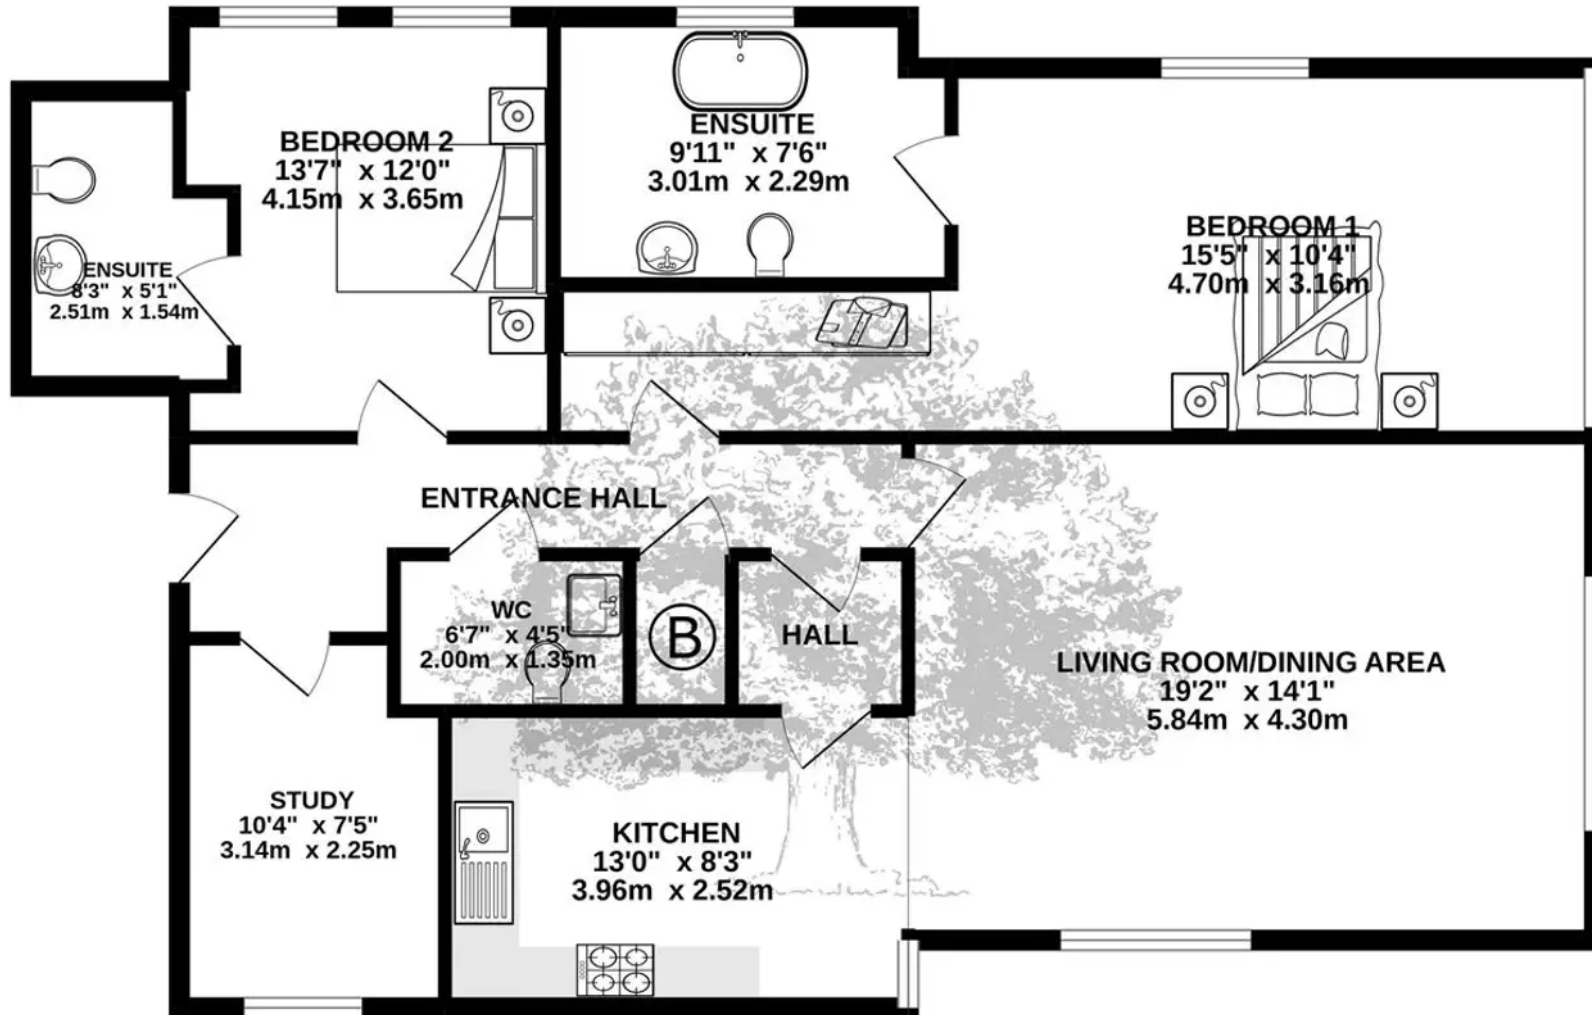 BEDROOM 2
13'7" x 12'0"
4.15m x 3.65m
ENSUITE
9'11" x 7'6"
3.01m x 2.29m
BEDROOM 1
15'5" x 10'4"
4.70m x 3.16m
ENSUITE
8'3" x 5'1"
2.51m x 1.54m
ENTRANCE HALL
WC
6'7" x 4'5"
2.00m x 1.35m
B
HALL
LIVING ROOM/DINING AREA
19'2" x 14'1"
5.84m x 4.30m
STUDY
10'4" x 7'5"
3.14m x 2.25m
KITCHEN
13'0" x 8'3"
3.96m x 2.52m